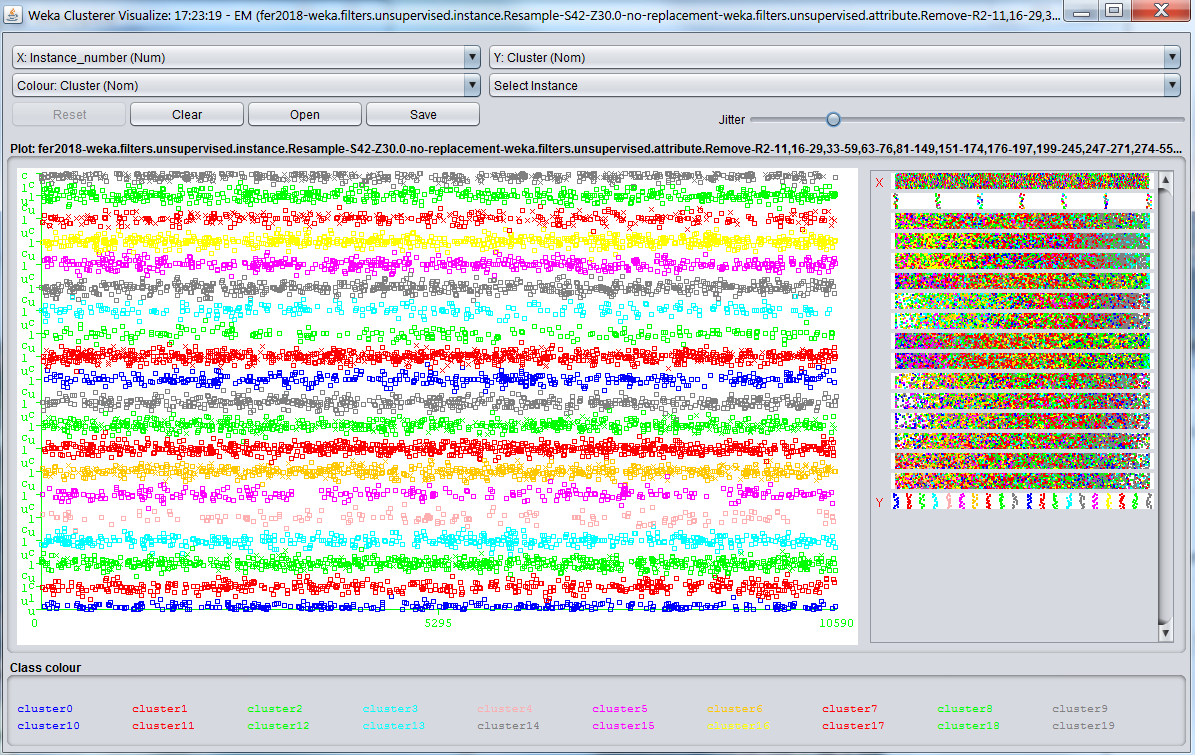 Weka Clusterer Visualize: 17:23:19 - EM (fer2018-weka.filters.unsupervised.instance.Resample-S42-Z30.0-no-replacement-weka.filters.unsupervised.attribute.Remove-R2-11,16-29,3...
X: Instance_number (Num) Y: Cluster (Nom)
Colour: Cluster (Nom) Select Instance
Reset Clear Open Save Jitter
Plot: fer2018-weka.filters.unsupervised.instance.Resample-S42-Z30.0-no-replacement-weka.filters.unsupervised.attribute.Remove-R2-11,16-29,33-59,63-76,81-149,151-174,176-197,199-245,247-271,274-55...
X
Y
0 5295 10590
Class colour
cluster0 cluster1 cluster2 cluster3 cluster4 cluster5 cluster6 cluster7 cluster8 cluster9
cluster10 cluster11 cluster12 cluster13 cluster14 cluster15 cluster16 cluster17 cluster18 cluster19